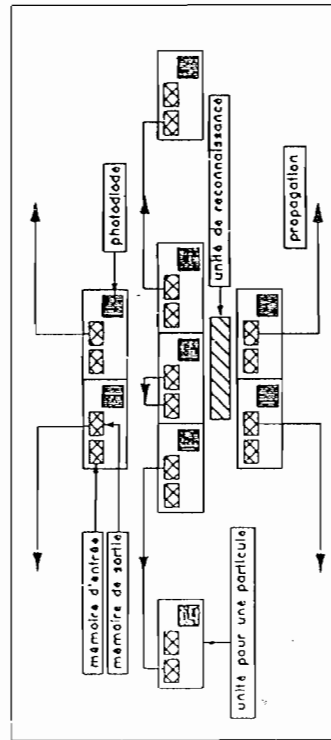 mémoire d'entrée
mémoire de sortie
photodiode
unité pour une particule
unité de reconnaissance
propagation